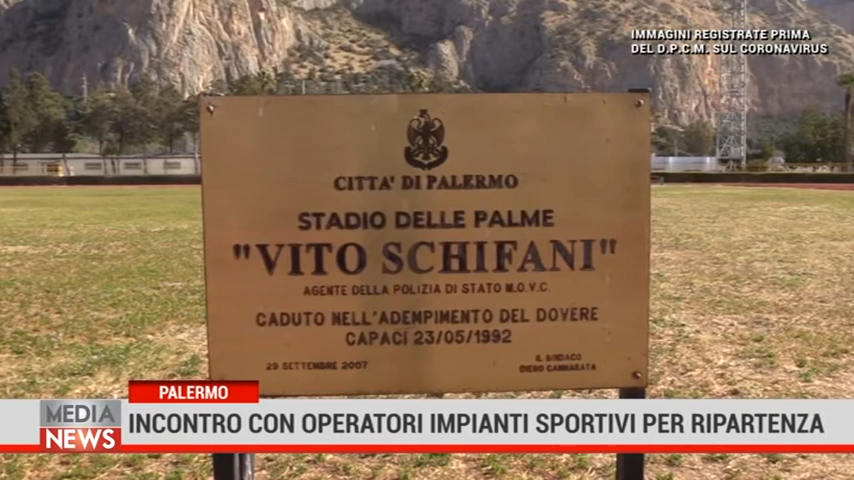 IMMAGINI REGISTRATE PRIMA
DEL D.P.C.M. SUL CORONAVIRUS
CITTA' DI PALERMO
STADIO DELLE PALME
"VITO SCHIFANI"
AGENTE DELLA POLIZIA DI STATO M.O.V.C.
CADUTO NELL'ADEMPIMENTO DEL DOVERE
CAPACI 23/05/1992
29 SETTEMBRE 2007
IL SINDACO
DIEGO CAMMARATA
PALERMO
MEDIA
NEWS
INCONTRO CON OPERATORI IMPIANTI SPORTIVI PER RIPARTENZA